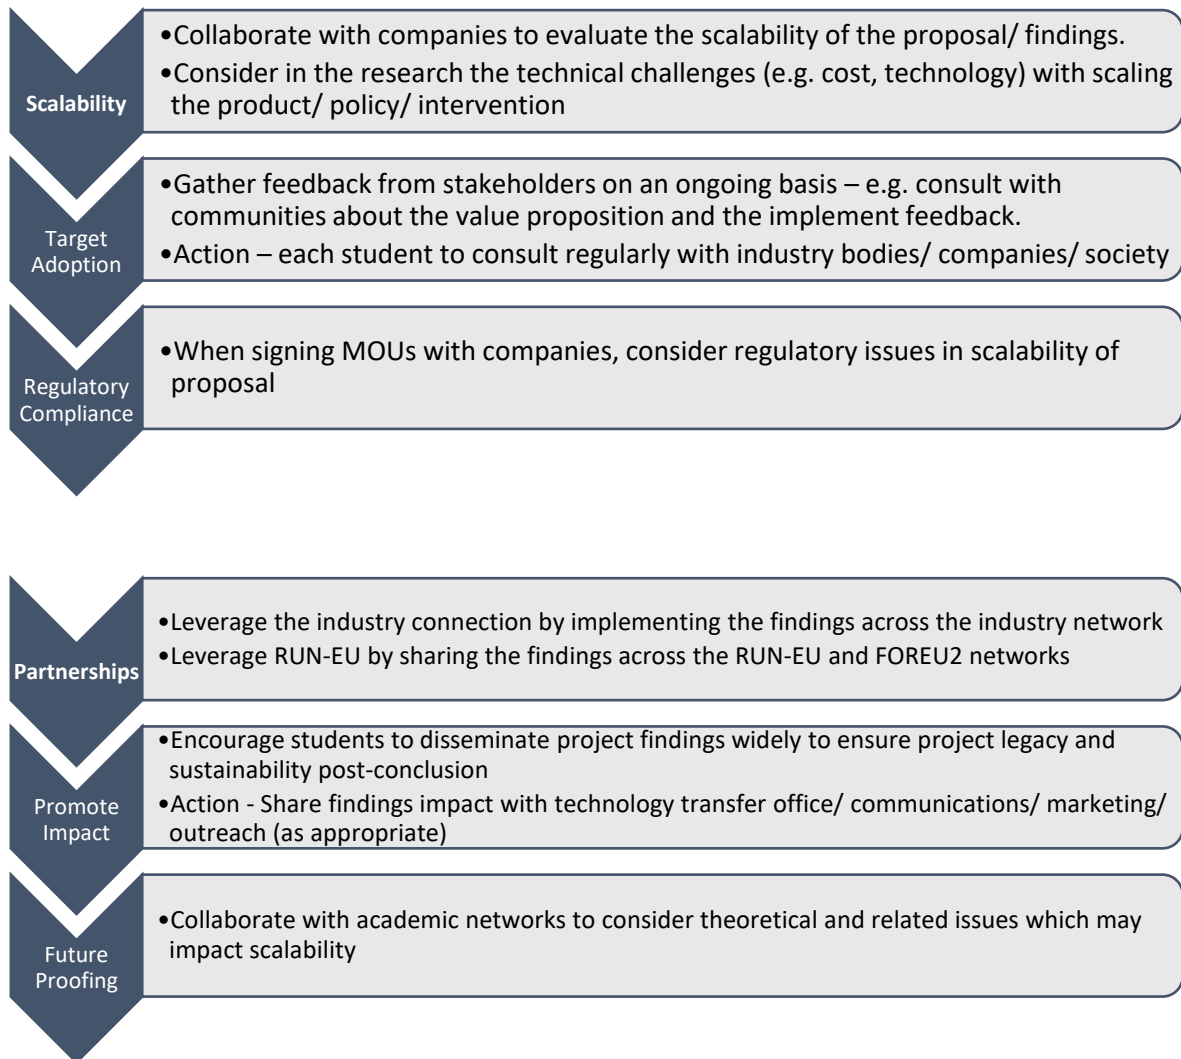 Scalability
•Collaborate with companies to evaluate the scalability of the proposal/ findings.
•Consider in the research the technical challenges (e.g. cost, technology) with scaling
the product/ policy/ intervention
Target
Adoption
•Gather feedback from stakeholders on an ongoing basis – e.g. consult with
communities about the value proposition and the implement feedback.
•Action – each student to consult regularly with industry bodies/ companies/ society
Regulatory
Compliance
•When signing MOUs with companies, consider regulatory issues in scalability of
proposal
Partnerships
•Leverage the industry connection by implementing the findings across the industry network
•Leverage RUN-EU by sharing the findings across the RUN-EU and FOREU2 networks
Promote
Impact
•Encourage students to disseminate project findings widely to ensure project legacy and
sustainability post-conclusion
•Action - Share findings impact with technology transfer office/ communications/ marketing/
outreach (as appropriate)
Future
Proofing
•Collaborate with academic networks to consider theoretical and related issues which may
impact scalability